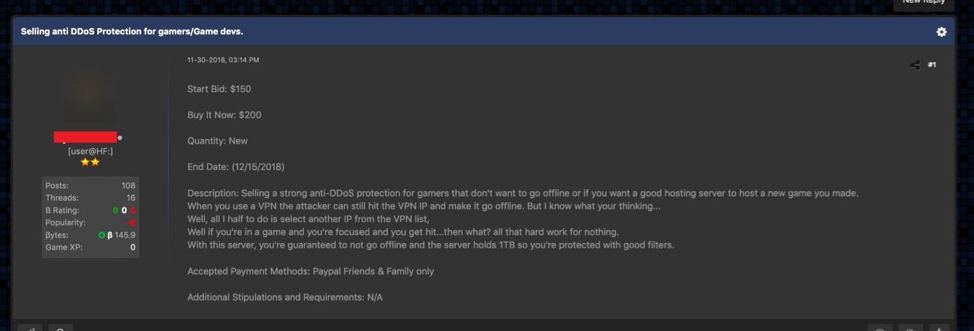 New Reply
Selling anti DDoS Protection for gamers/Game devs.
11-30-2018, 03:14 PM
#1
Start Bid: $150
Buy It Now: $200
[user@HF:]
Quantity: New
End Date: (12/15/2018)
Posts: 108
Threads: 16
B Rating: 0 0 0
Popularity:
Βytes: β 145.9
Game XP: 0
Description: Selling a strong anti-DDoS protection for gamers that don't want to go offline or if you want a good hosting server to host a new game you made.
When you use a VPN the attacker can still hit the VPN IP and make it go offline. But I know what your thinking...
Well, all I half to do is select another IP from the VPN list,
Well if you're in a game and you're focused and you get hit...then what? all that hard work for nothing.
With this server, you're guaranteed to not go offline and the server holds 1TB so you're protected with good filters.
Accepted Payment Methods: Paypal Friends & Family only
Additional Stipulations and Requirements: N/A